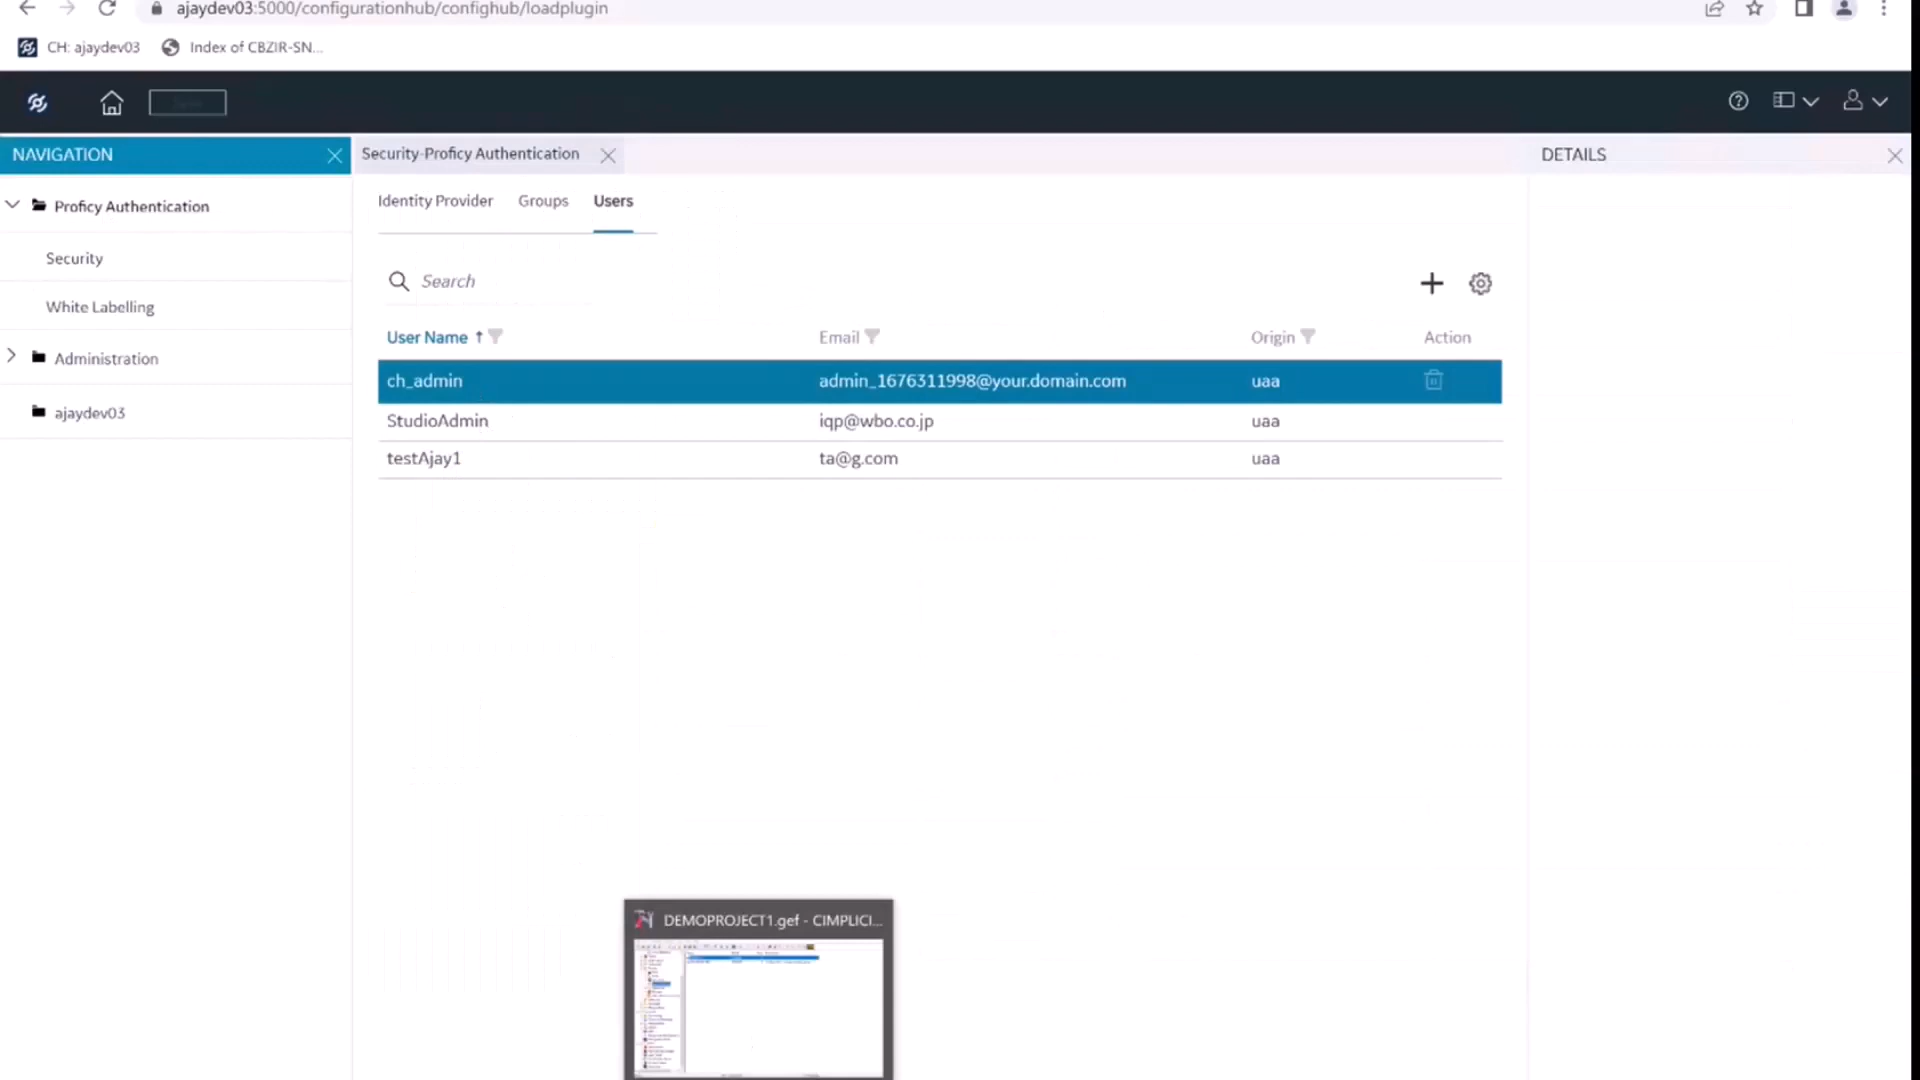 ajaydev03:5000/configurationhub/confighub/loadplugin
CH: ajaydev03 Index of CBZIR-SN...
NAVIGATION
Security-Proficy Authentication
DETAILS
Proficy Authentication
Security
White Labelling
Administration
ajaydev03
Identity Provider Groups Users
Search
User Name ↑ Email Origin Action
ch_admin admin_1676311998@your.domain.com uaa
StudioAdmin iqp@wbo.co.jp uaa
testAjay1 ta@g.com uaa
DEMOPROJECT1.gef - CIMPLICI...